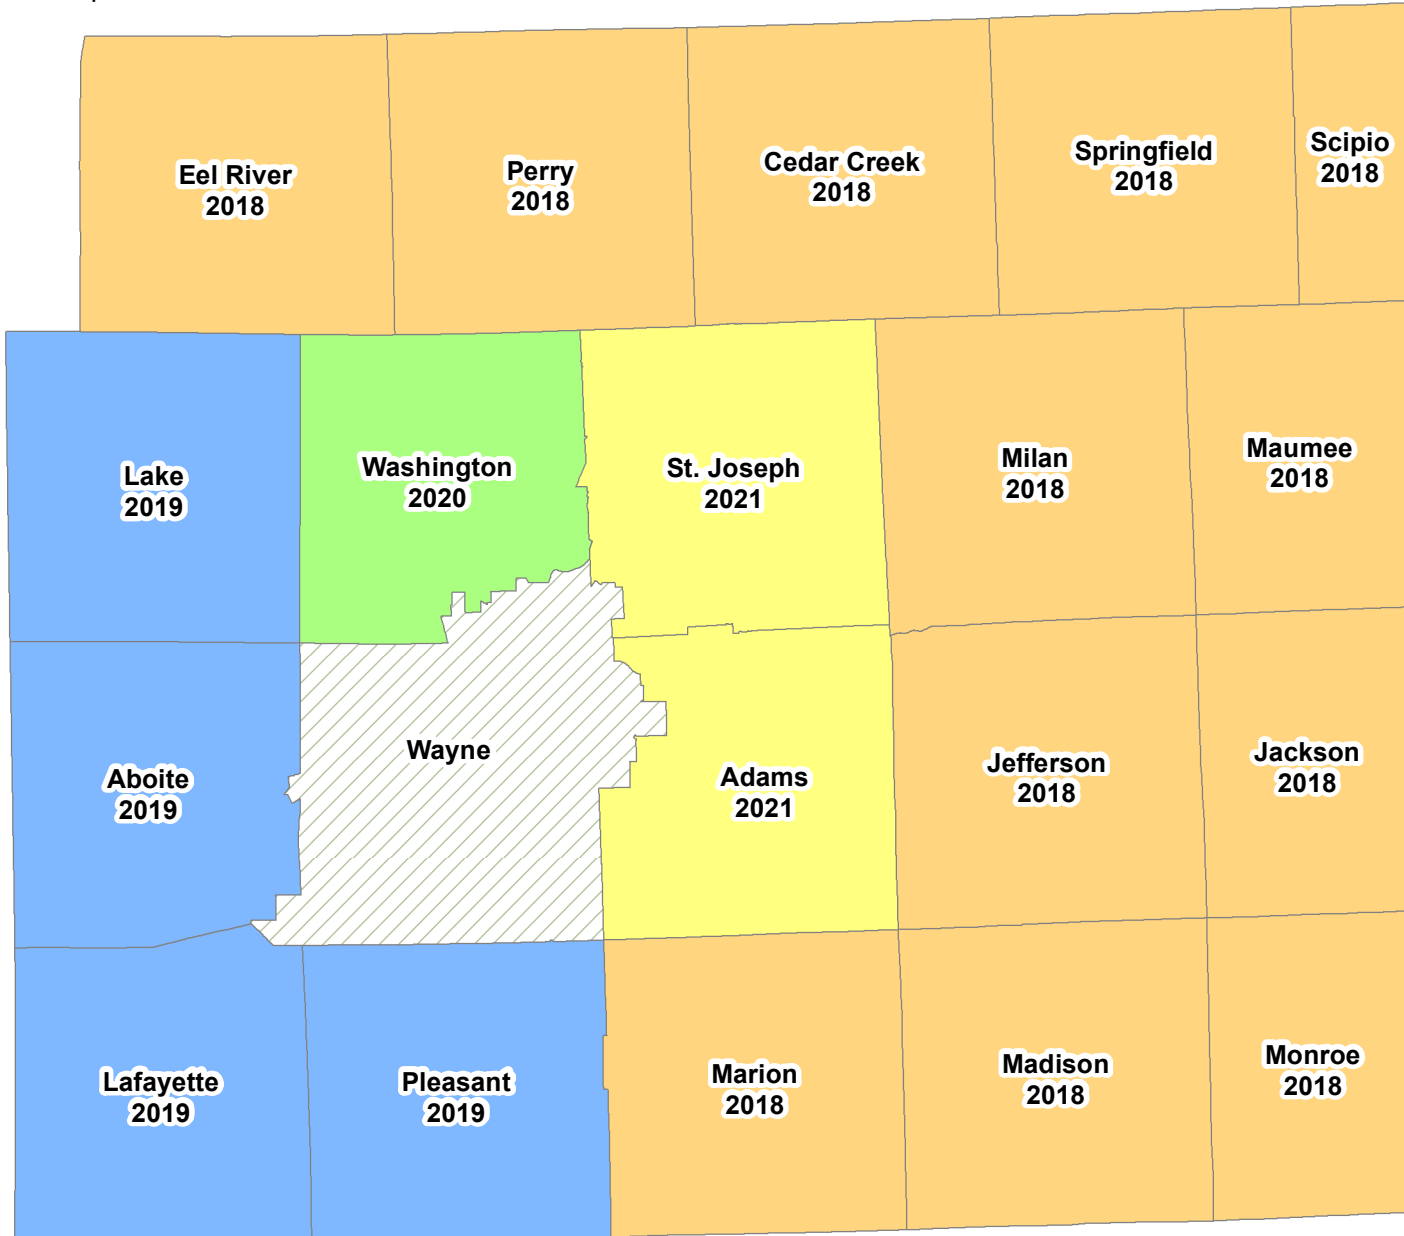 Eel River
2018
Perry
2018
Cedar Creek
2018
Springfield
2018
Scipio
2018
Lake
2019
Washington
2020
St. Joseph
2021
Milan
2018
Maumee
2018
Aboite
2019
Wayne
Adams
2021
Jefferson
2018
Jackson
2018
Lafayette
2019
Pleasant
2019
Marion
2018
Madison
2018
Monroe
2018